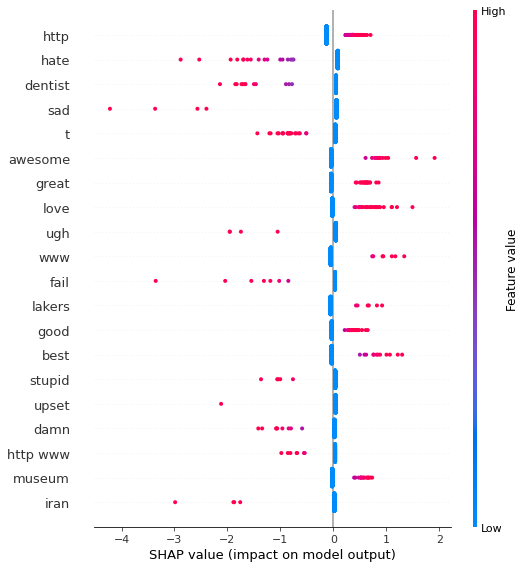 High
http
hate
dentist
sad
t
awesome
great
love
ugh
www
fail
lakers
good
best
stupid
upset
damn
http www
museum
iran
Feature value
Low
−4 −3 −2 −1 0 1 2
SHAP value (impact on model output)